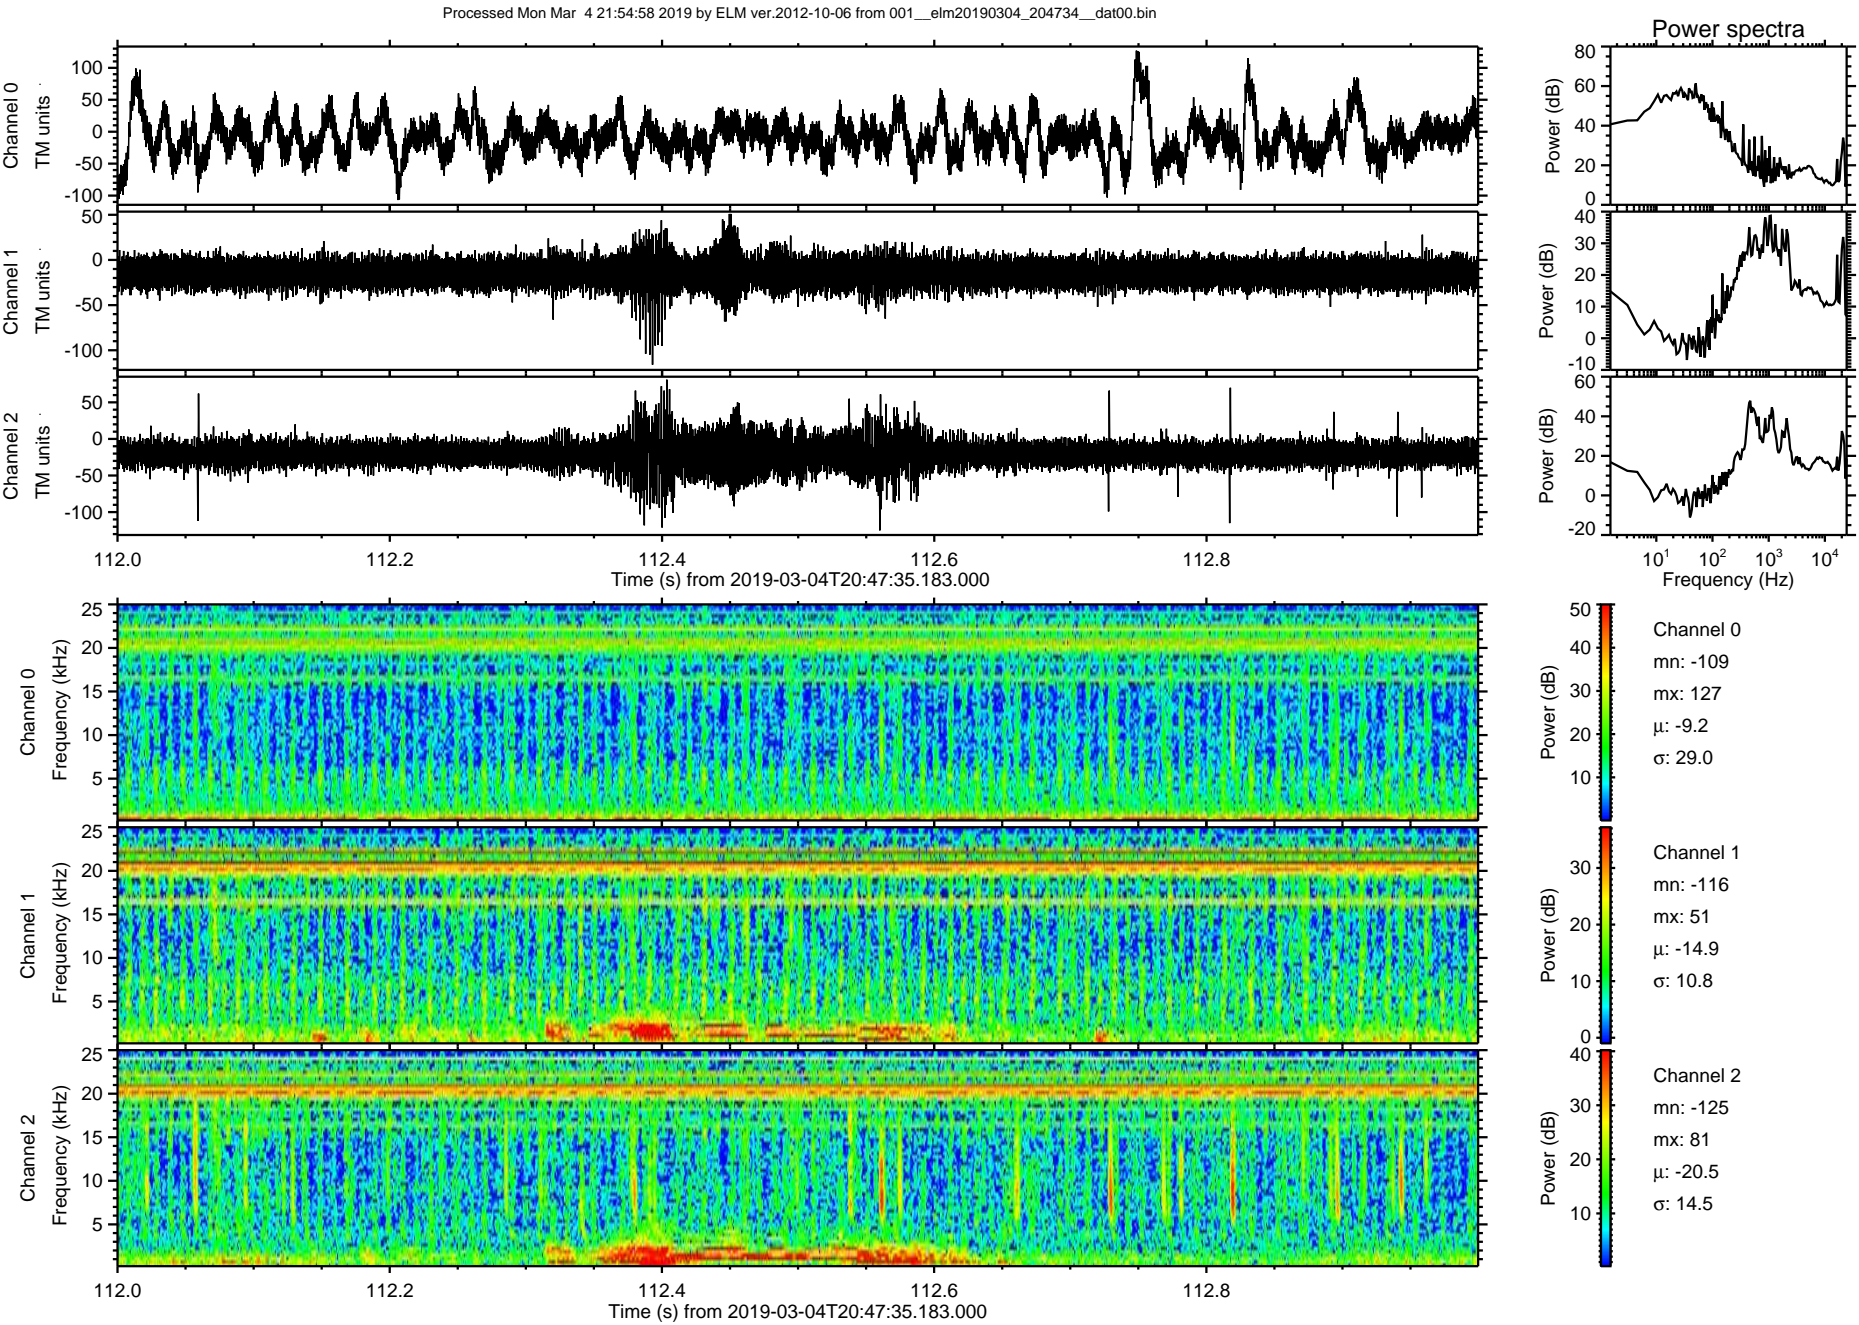 Processed Mon Mar  4 21:54:58 2019 by ELM ver.2012-10-06 from 001__elm20190304_204734__dat00.bin
Power spectra
Channel 0
TM units
100
50
0
-50
-100
Power (dB)
80
60
40
20
0
Channel 1
TM units
50
0
-50
-100
Power (dB)
40
30
20
10
0
-10
Channel 2
TM units
50
0
-50
-100
Power (dB)
60
40
20
0
-20
112.0 112.2 112.4 112.6 112.8
Time (s) from 2019-03-04T20:47:35.183.000
10^1 10^2 10^3 10^4
Frequency (Hz)
Channel 0
Frequency (kHz)
25
20
15
10
5
Power (dB)
50
40
30
20
10
Channel 0
mn: -109
mx: 127
μ: -9.2
σ: 29.0
Channel 1
Frequency (kHz)
25
20
15
10
5
Power (dB)
30
20
10
0
Channel 1
mn: -116
mx: 51
μ: -14.9
σ: 10.8
Channel 2
Frequency (kHz)
25
20
15
10
5
Power (dB)
40
30
20
10
Channel 2
mn: -125
mx: 81
μ: -20.5
σ: 14.5
112.0 112.2 112.4 112.6 112.8
Time (s) from 2019-03-04T20:47:35.183.000